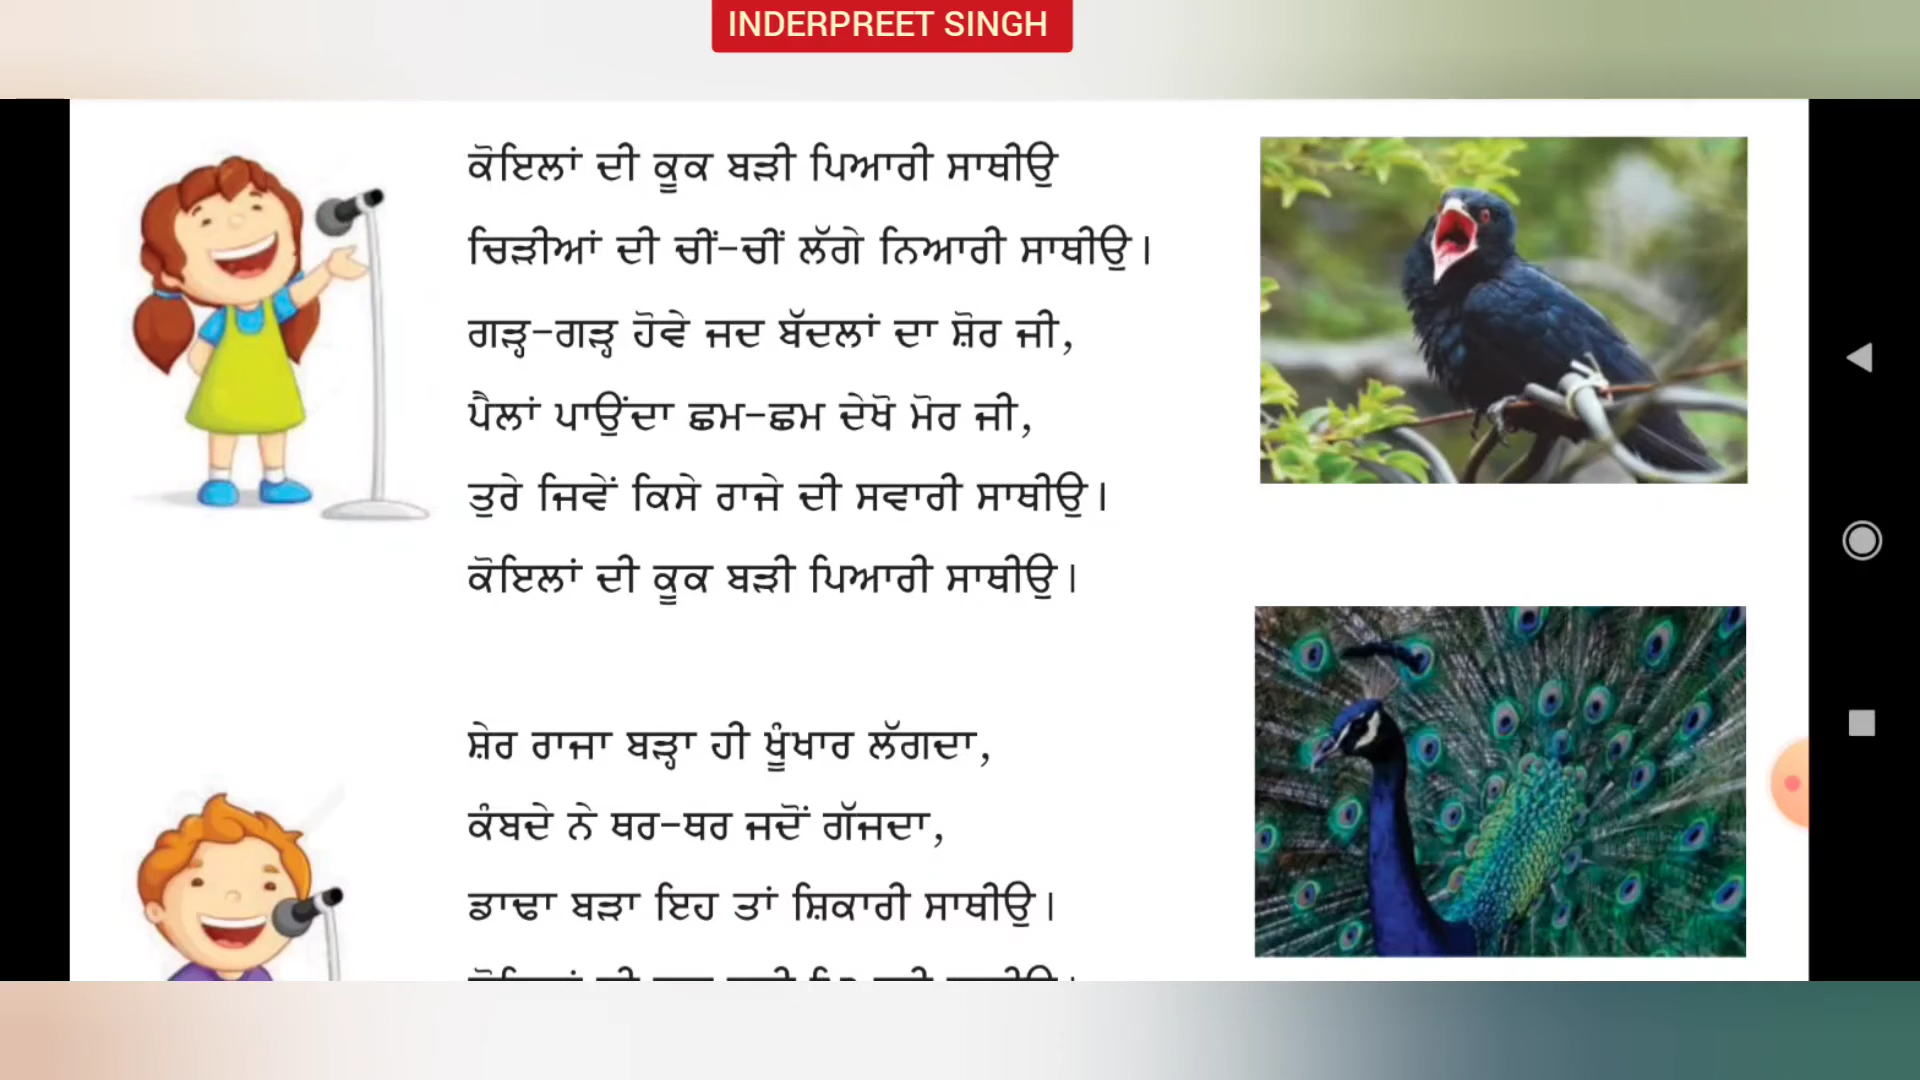 INDERPREET SINGH
ਕੋਇਲਾਂ ਦੀ ਕੂਕ ਬੜੀ ਪਿਆਰੀ ਸਾਥੀਉ
ਚਿੜੀਆਂ ਦੀ ਚੀਂ-ਚੀਂ ਲੱਗੇ ਨਿਆਰੀ ਸਾਥੀਉ।
ਗੜ੍ਹ-ਗੜ੍ਹ ਹੋਵੇ ਜਦ ਬੱਦਲਾਂ ਦਾ ਸ਼ੋਰ ਜੀ,
ਪੈਲਾਂ ਪਾਉਂਦਾ ਛਮ-ਛਮ ਦੇਖੋ ਮੋਰ ਜੀ,
ਤੁਰੇ ਜਿਵੇਂ ਕਿਸੇ ਰਾਜੇ ਦੀ ਸਵਾਰੀ ਸਾਥੀਉ।
ਕੋਇਲਾਂ ਦੀ ਕੂਕ ਬੜੀ ਪਿਆਰੀ ਸਾਥੀਉ।
ਸ਼ੇਰ ਰਾਜਾ ਬੜ੍ਹਾ ਹੀ ਖ਼ੂੰਖਾਰ ਲੱਗਦਾ,
ਕੰਬਦੇ ਨੇ ਥਰ-ਥਰ ਜਦੋਂ ਗੱਜਦਾ,
ਡਾਢਾ ਬੜਾ ਇਹ ਤਾਂ ਸ਼ਿਕਾਰੀ ਸਾਥੀਉ।